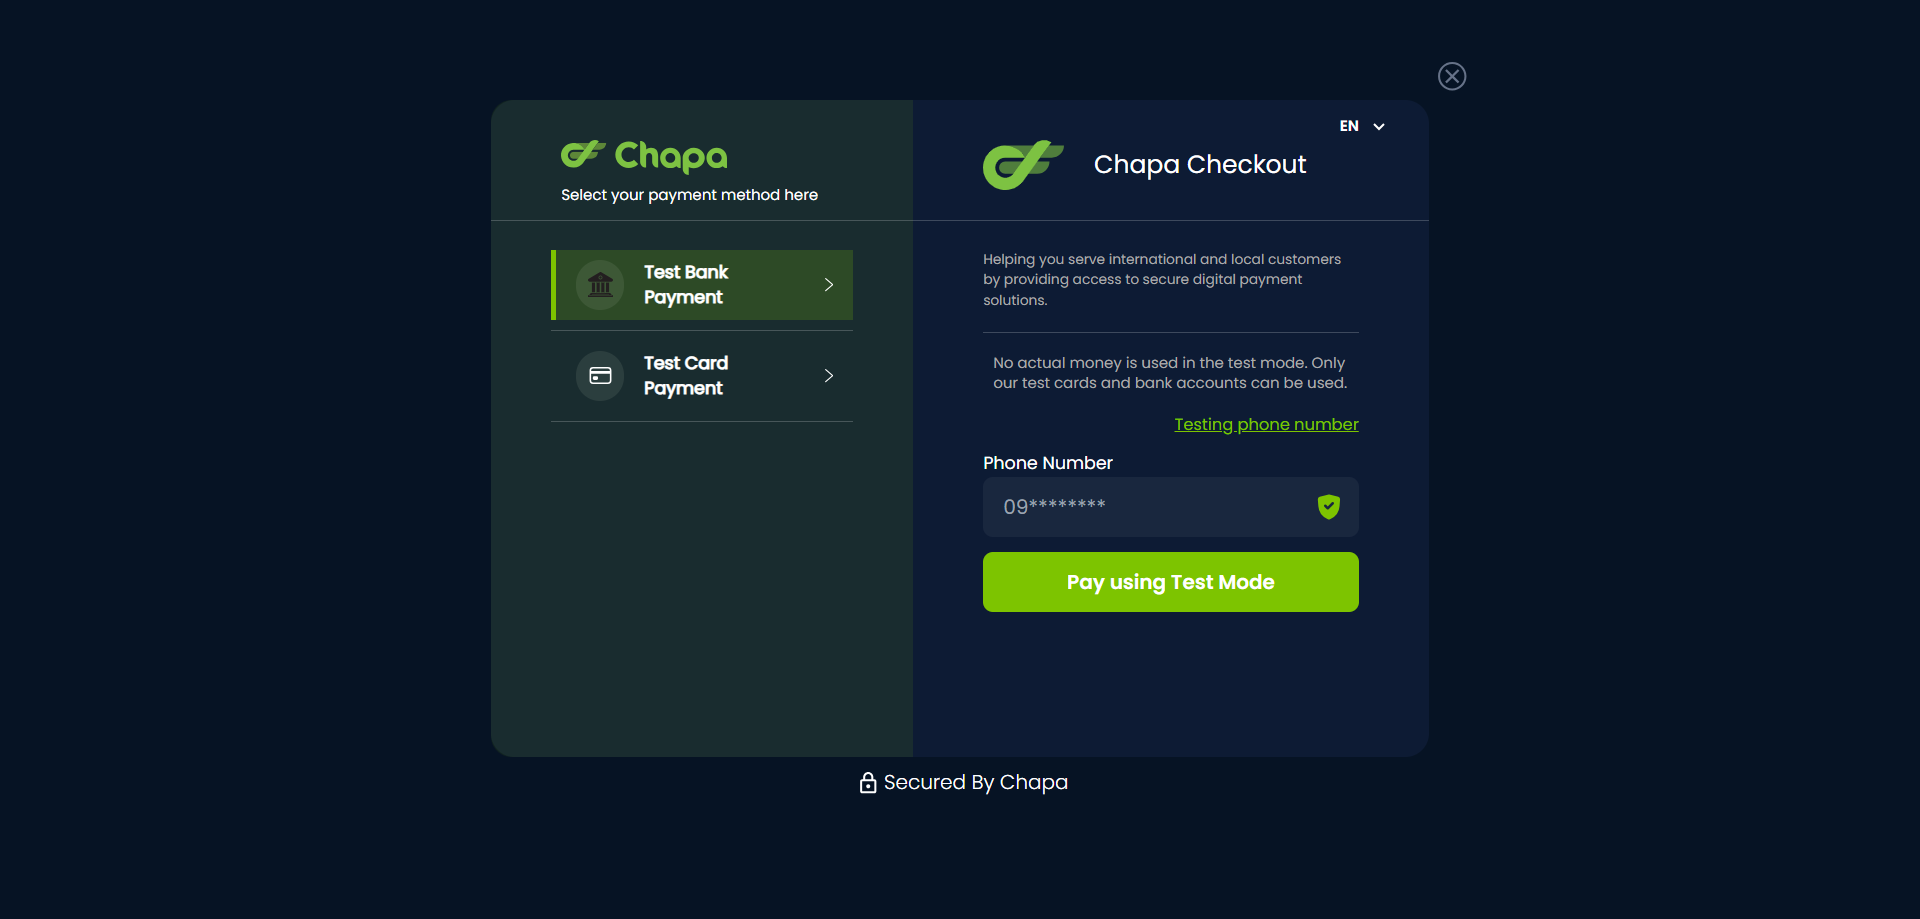 Chapa
Select your payment method here
Test Bank
Payment
Test Card
Payment
EN
Chapa Checkout
Helping you serve international and local customers
by providing access to secure digital payment
solutions.
No actual money is used in the test mode. Only
our test cards and bank accounts can be used.
Testing phone number
Phone Number
09********
Pay using Test Mode
Secured By Chapa